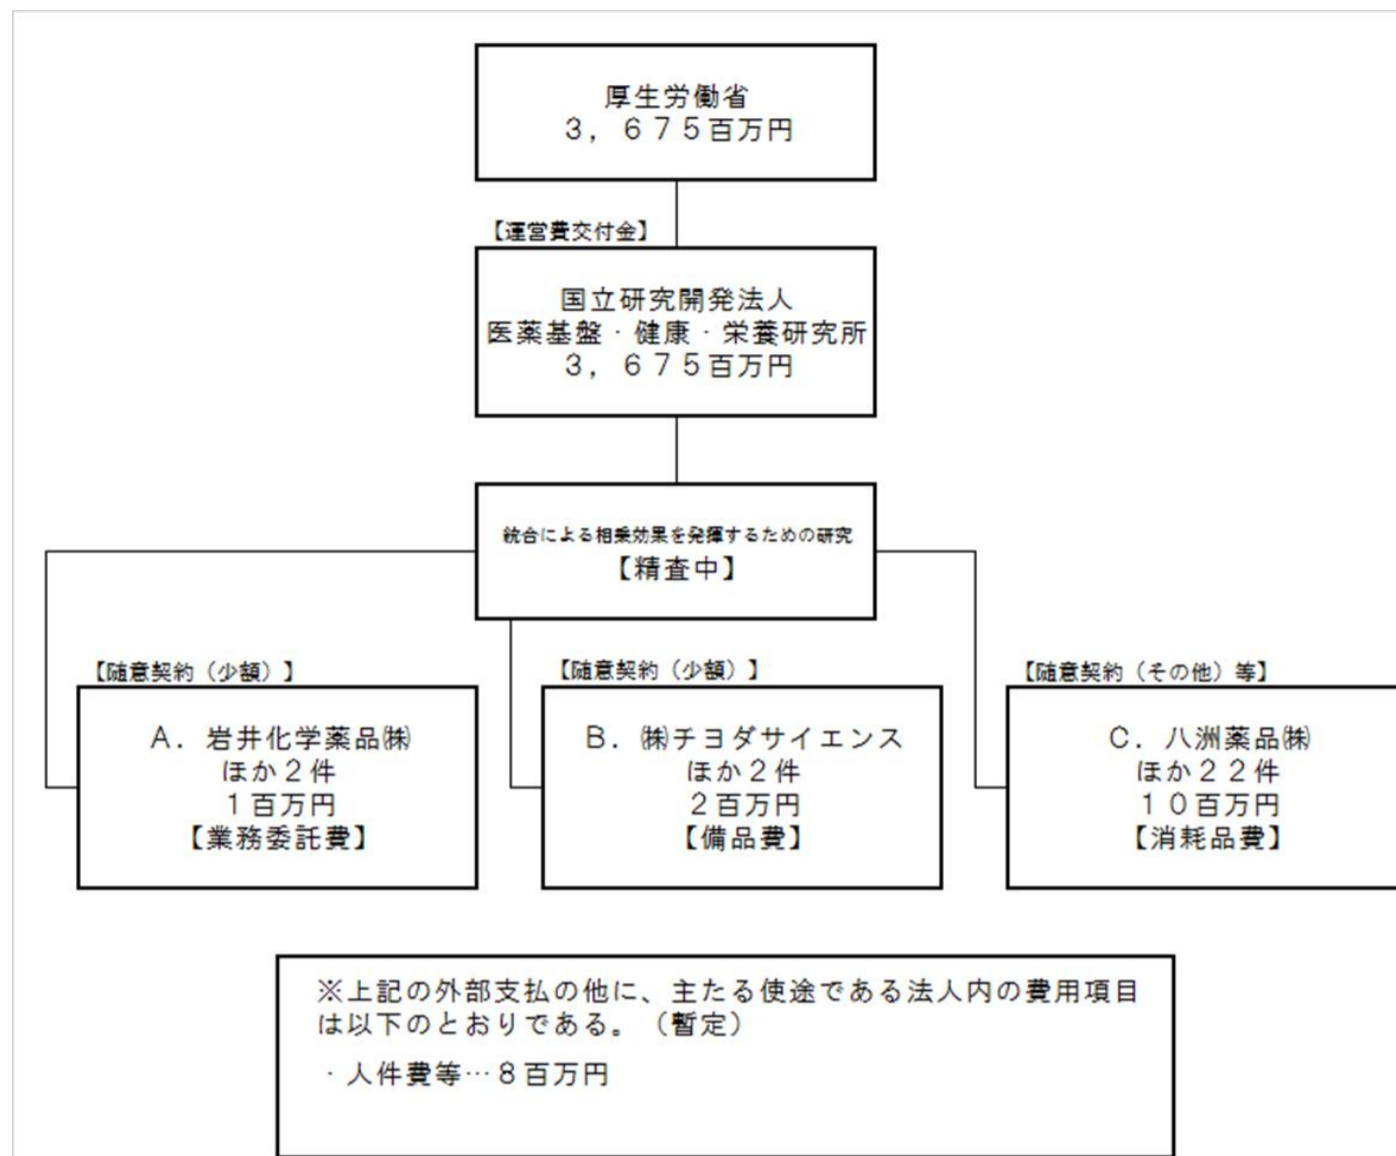 厚生労働省
３，６７５百万円
【運営費交付金】
国立研究開発法人
医薬基盤・健康・栄養研究所
３，６７５百万円
統合による相乗効果を発揮するための研究
【精査中】
【随意契約（少額）】
Ａ．岩井化学薬品㈱
ほか２件
１百万円
【業務委託費】
【随意契約（少額）】
Ｂ．㈱チヨダサイエンス
ほか２件
２百万円
【備品費】
【随意契約（その他）等】
Ｃ．八洲薬品㈱
ほか２２件
１０百万円
【消耗品費】
※上記の外部支払の他に、主たる使途である法人内の費用項目
は以下のとおりである。（暫定）
・人件費等…８百万円